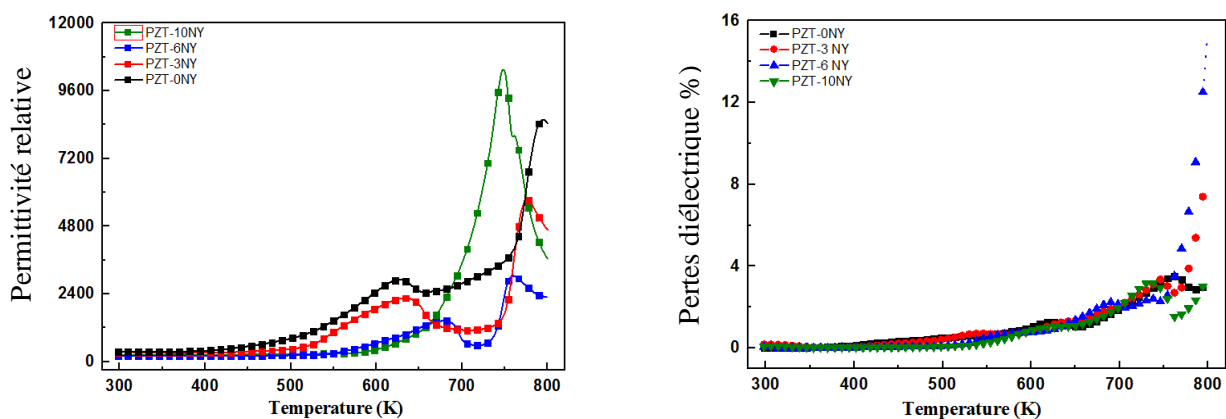 12000
9600
7200
4800
2400
0
Permittivité relative
PZT-10NY
PZT-6NY
PZT-3NY
PZT-0NY
300 400 500 600 700 800
Temperature (K)
16
12
8
4
0
Pertes diélectrique %)
PZT-0NY
PZT-3 NY
PZT-6 NY
PZT-10NY
300 400 500 600 700 800
Temperature (K)